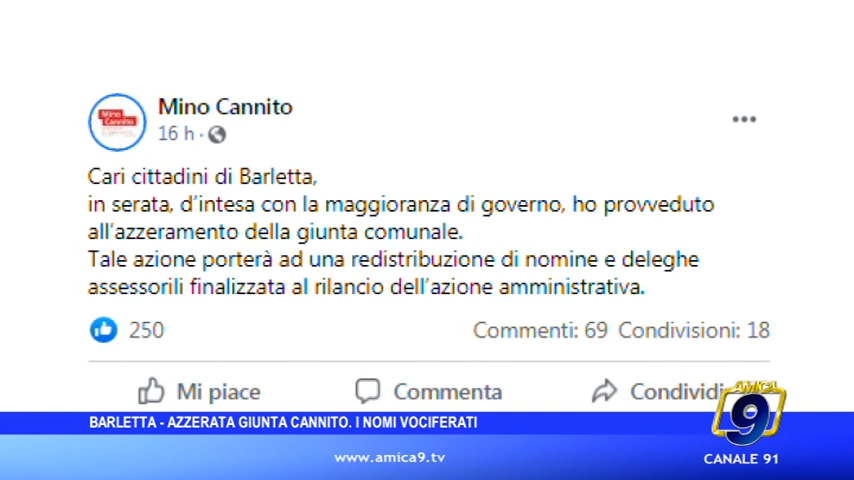 Mino Cannito
Mino Cannito
16 h ·
Cari cittadini di Barletta,
in serata, d'intesa con la maggioranza di governo, ho provveduto
all'azzeramento della giunta comunale.
Tale azione porterà ad una redistribuzione di nomine e deleghe
assessorili finalizzata al rilancio dell'azione amministrativa.
250 Commenti: 69 Condivisioni: 18
Mi piace Commenta Condividi
BARLETTA - AZZERATA GIUNTA CANNITO. I NOMI VOCIFERATI
AMICA
9
www.amica9.tv
CANALE 91